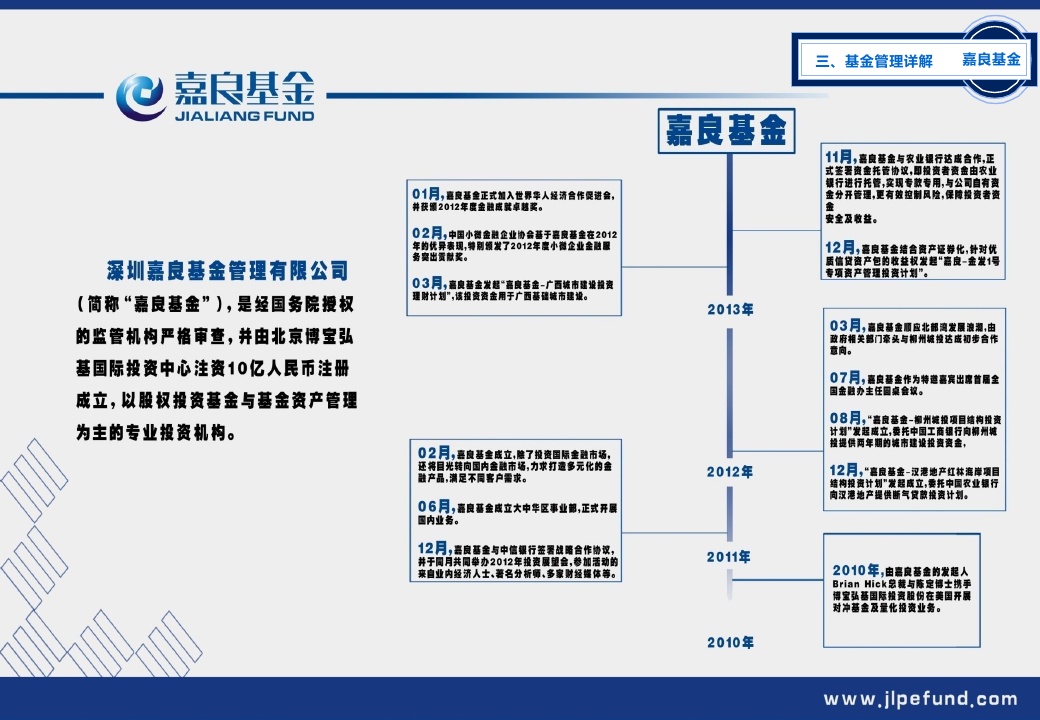 三、基金管理详解
嘉良基金
嘉良基金
JIALIANG FUND
深圳嘉良基金管理有限公司
（简称“嘉良基金”），是经国务院授权
的监管机构严格审查，并由北京博宝弘
基国际投资中心注资10亿人民币注册
成立，以股权投资基金与基金资产管理
为主的专业投资机构。
嘉良基金
11月，嘉良基金与农业银行达成合作,正
式签署资金托管协议,即投资者资金由农业
银行进行托管,实现专款专用,与公司自有资
金分开管理,更有效控制风险,保障投资者资
金
安全及收益。
12月，嘉良基金结合资产证券化,针对优
质信贷资产包的收益权发起“嘉良-金发1号
专项资产管理投资计划”。
01月，嘉良基金正式加入世界华人经济合作促进会,
并获颁2012年度金融成就卓越奖。
02月，中国小微金融企业协会基于嘉良基金在2012
年的优异表现,特别颁发了2012年度小微企业金融服
务突出贡献奖。
03月，嘉良基金发起“嘉良基金-广西城市建设投资
理财计划”,该投资资金用于广西基础城市建设。
2013年
03月，嘉良基金顺应北部湾发展浪潮,由
政府相关部门牵头与柳州城投达成初步合作
意向。
07月，嘉良基金作为特邀嘉宾出席首届全
国金融办主任圆桌会议。
08月，“嘉良基金-柳州城投项目结构投资
计划”发起成立,委托中国工商银行向柳州城
投提供两年期的城市建设投资资金,
12月，“嘉良基金-汉港地产红林海岸项目
结构投资计划”发起成立,委托中国农业银行
向汉港地产提供断气贷款投资计划。
2012年
02月，嘉良基金成立,除了投资国际金融市场,
还将目光转向国内金融市场,力求打造多元化的金
融产品,满足不同客户需求。
06月，嘉良基金成立大中华区事业部,正式开展
国内业务。
12月，嘉良基金与中信银行签署战略合作协议,
并于同月共同举办2012年投资展望会,参加活动的
来自业内经济人士、著名分析师、多家财经媒体等。
2011年
2010年,由嘉良基金的发起人
Brian Hick总裁与陈定博士携手
博宝弘基国际投资股份在美国开展
对冲基金及量化投资业务。
2010年
www.jlpefund.com